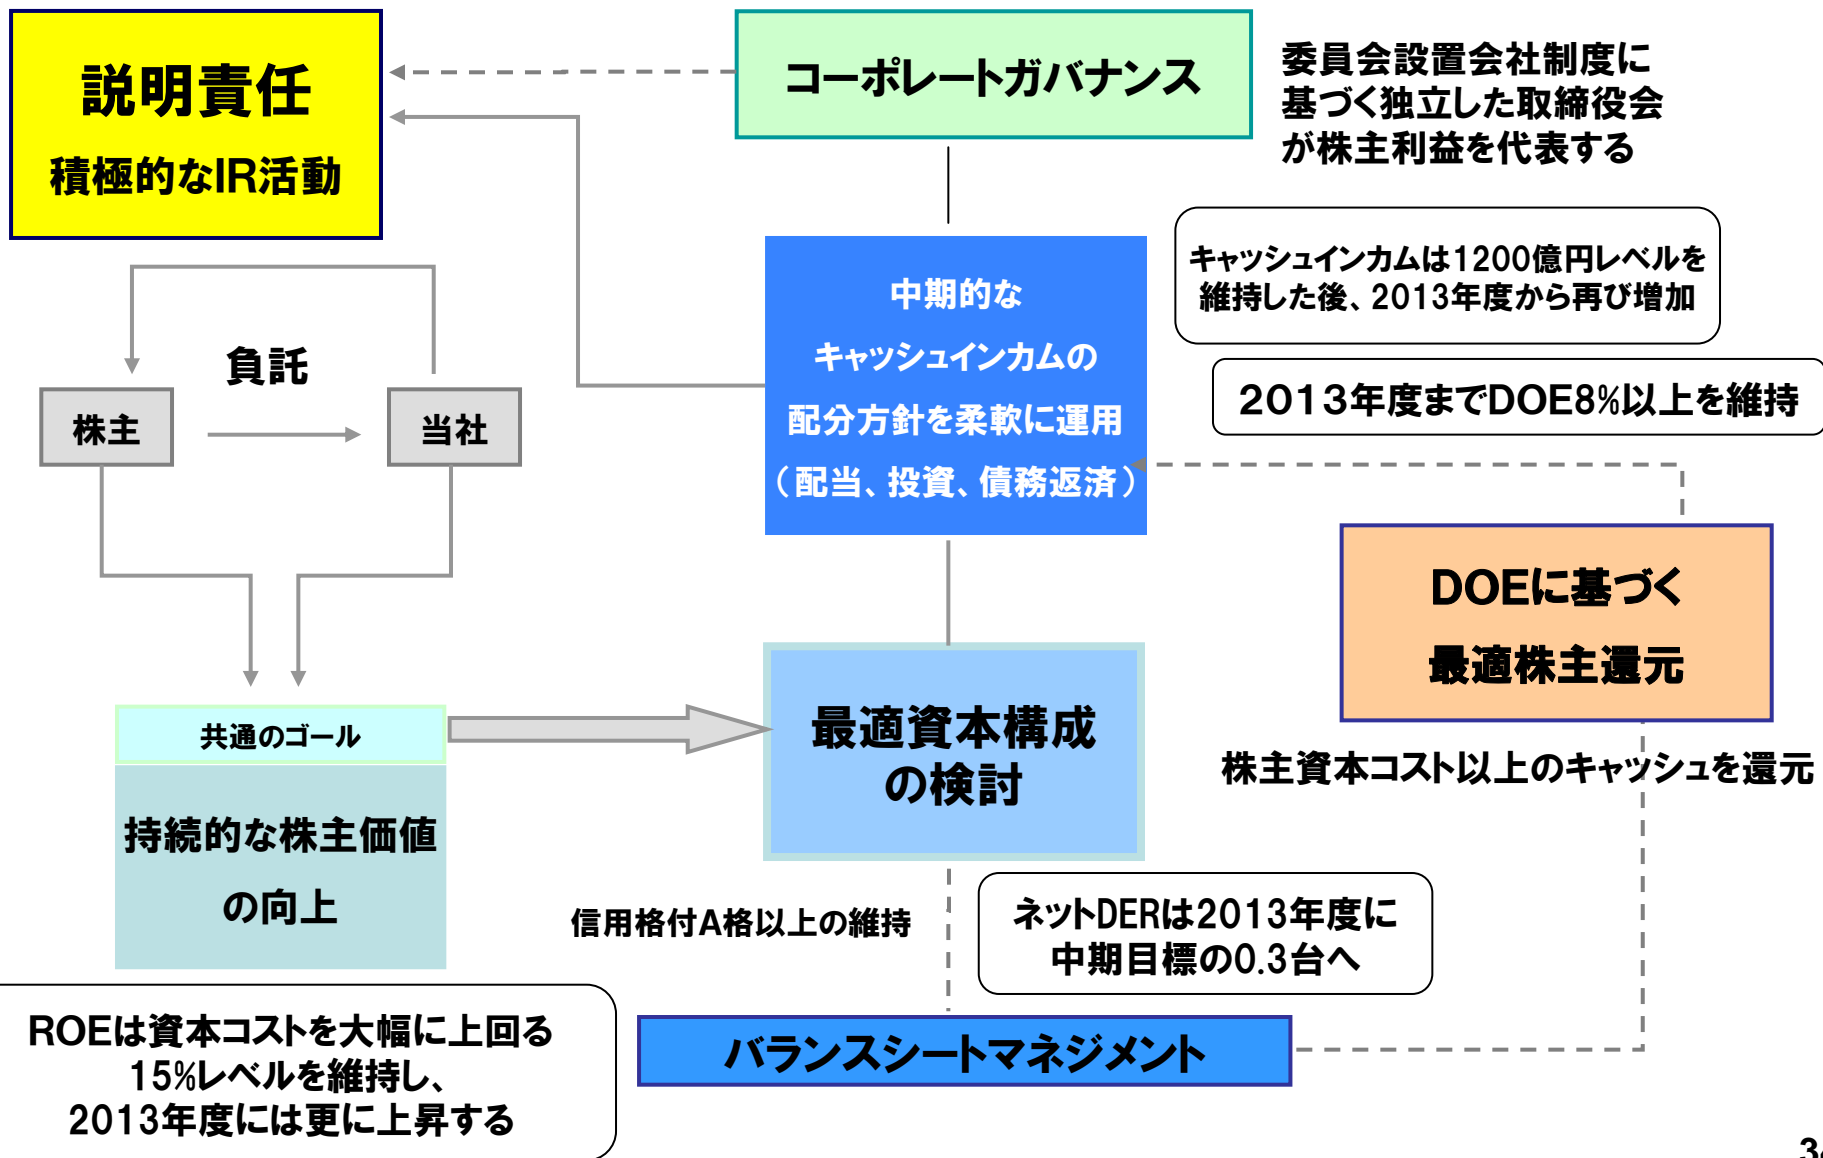 説明責任
積極的なIR活動
コーポレートガバナンス
委員会設置会社制度に
基づく独立した取締役会
が株主利益を代表する
キャッシュインカムは1200億円レベルを
維持した後、2013年度から再び増加
2013年度までDOE8%以上を維持
中期的な
キャッシュインカムの
配分方針を柔軟に運用
（配当、投資、債務返済）
負託
株主
当社
DOEに基づく
最適株主還元
株主資本コスト以上のキャッシュを還元
共通のゴール
持続的な株主価値
の向上
最適資本構成
の検討
信用格付A格以上の維持
ネットDERは2013年度に
中期目標の0.3台へ
バランスシートマネジメント
ROEは資本コストを大幅に上回る
15%レベルを維持し、
2013年度には更に上昇する